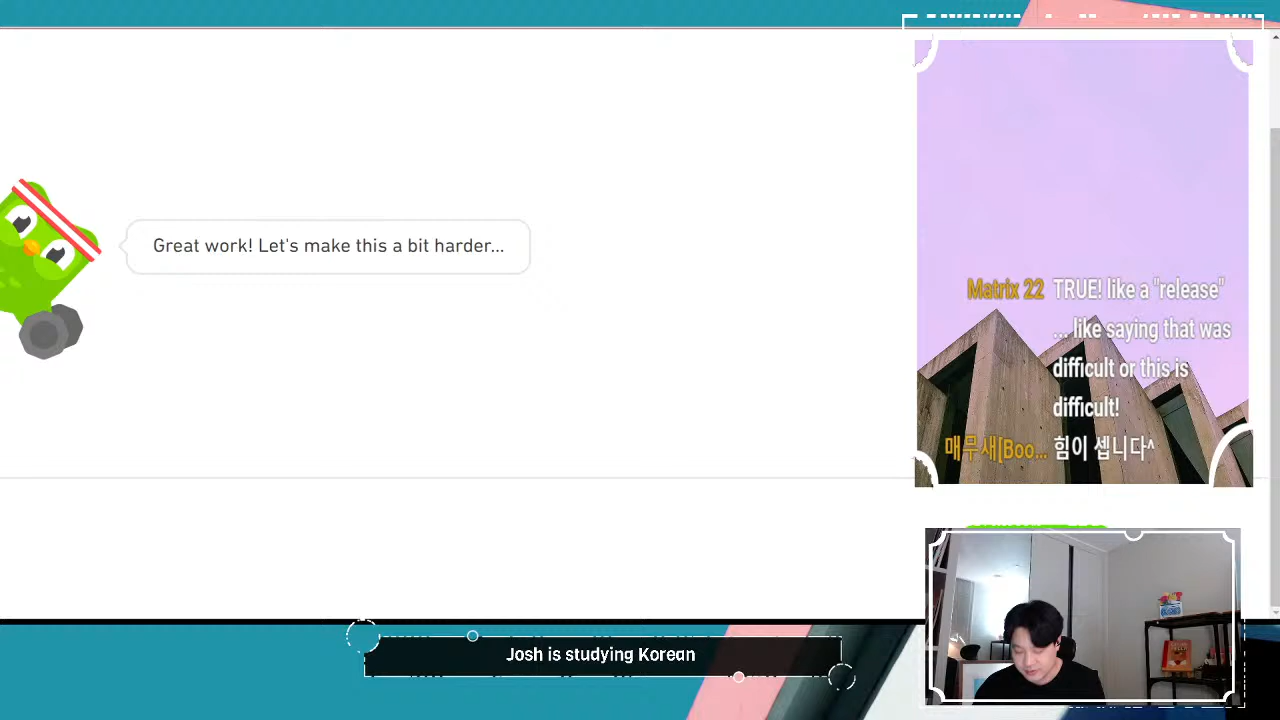 Great work! Let's make this a bit harder...
Matrix 22 TRUE! like a "release"
... like saying that was
difficult or this is
difficult!
매무새[Boo... 힘이 셉니다^
Josh is studying Korean